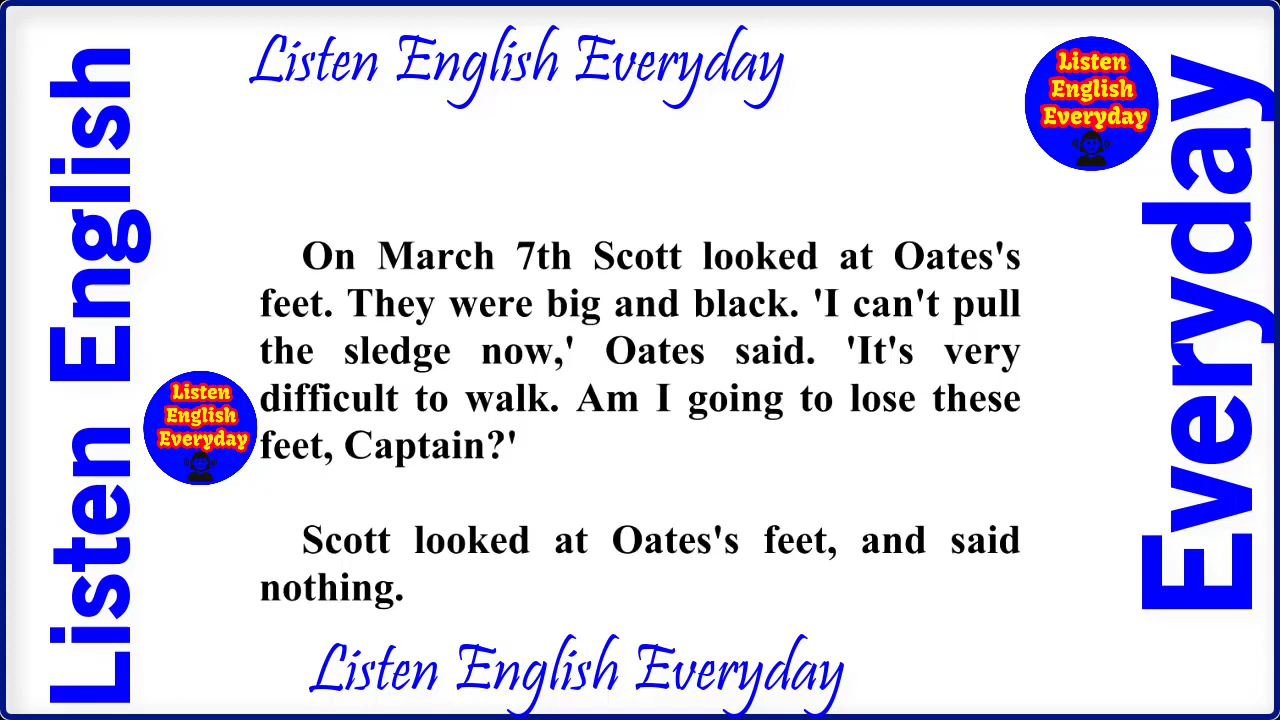 Listen English Everyday
Listen
English
Everyday
Listen English
Everyday
On March 7th Scott looked at Oates's
feet. They were big and black. 'I can't pull
the sledge now,' Oates said. 'It's very
difficult to walk. Am I going to lose these
feet, Captain?'
Listen
English
Everyday
Scott looked at Oates's feet, and said
nothing.
Listen English Everyday